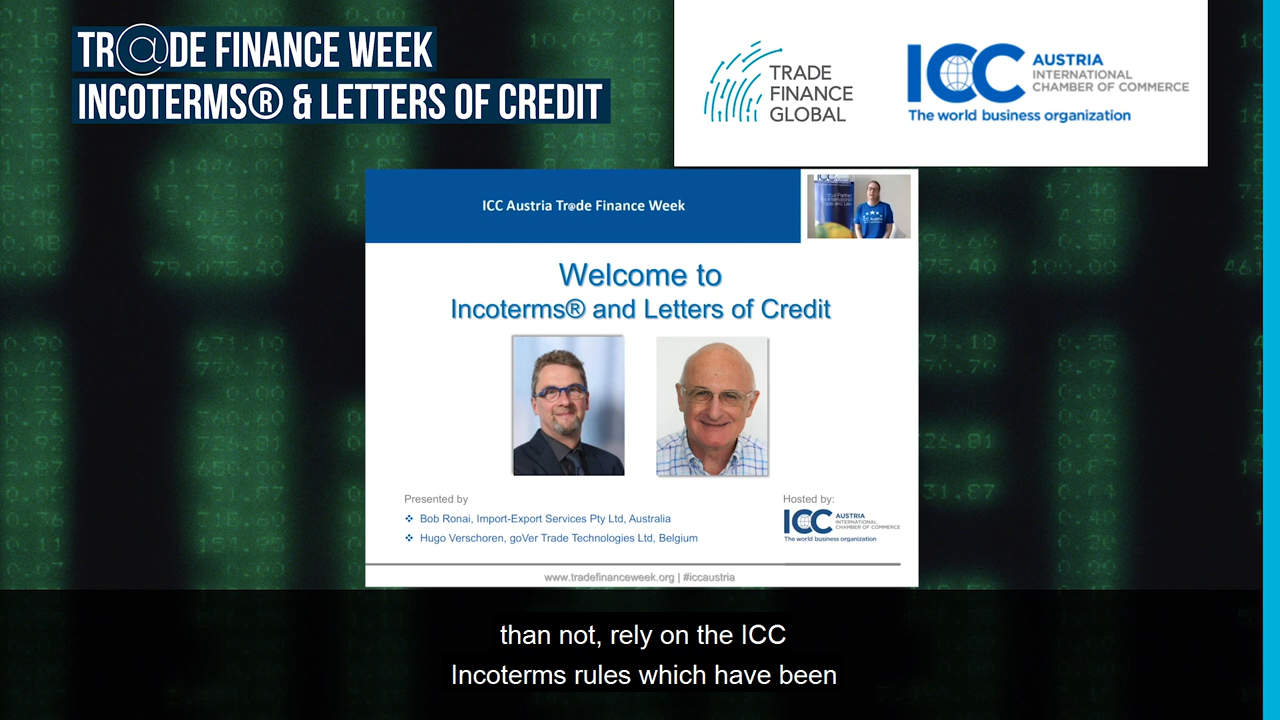 TR@DE FINANCE WEEK
INCOTERMS® & LETTERS OF CREDIT
TRADE
FINANCE
GLOBAL
ICC AUSTRIA
INTERNATIONAL
CHAMBER OF COMMERCE
The world business organization
ICC Austria Tr@de Finance Week
Welcome to
Incoterms® and Letters of Credit
Presented by
❖ Bob Ronai, Import-Export Services Pty Ltd, Australia
❖ Hugo Verschoren, goVer Trade Technologies Ltd, Belgium
Hosted by:
ICC AUSTRIA
INTERNATIONAL
CHAMBER OF COMMERCE
The world business organization
www.tradefinanceweek.org | #iccaustria
than not, rely on the ICC
Incoterms rules which have been